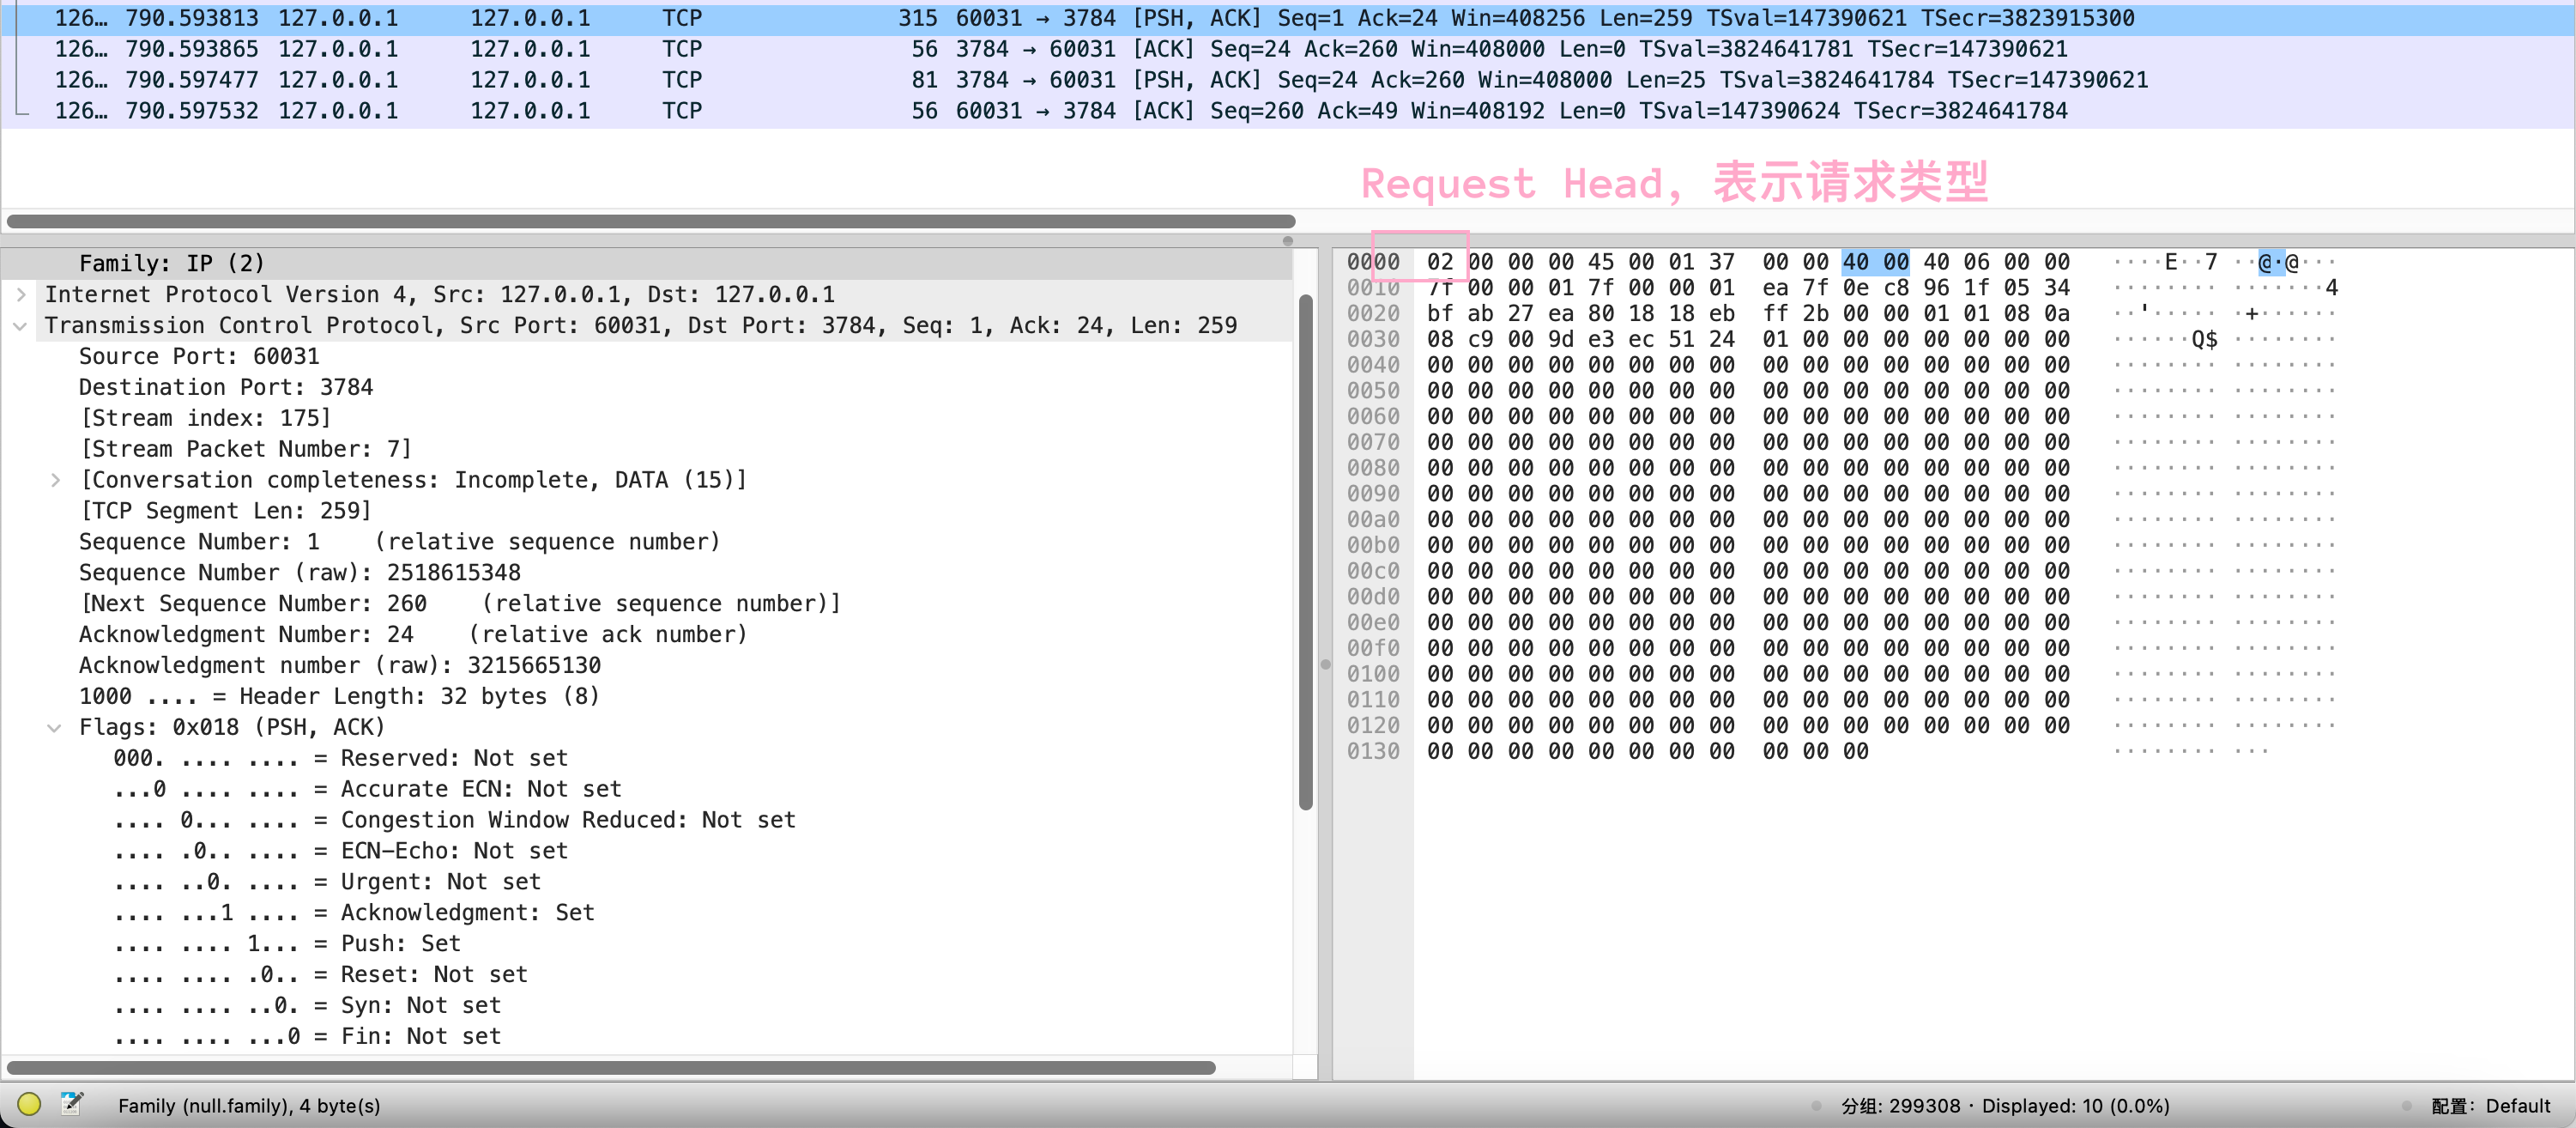 126… 790.593813 127.0.0.1 127.0.0.1 TCP 315 60031 → 3784 [PSH, ACK] Seq=1 Ack=24 Win=408256 Len=259 TSval=147390621 TSecr=3823915300
126… 790.593865 127.0.0.1 127.0.0.1 TCP 56 3784 → 60031 [ACK] Seq=24 Ack=260 Win=408000 Len=0 TSval=3824641781 TSecr=147390621
126… 790.597477 127.0.0.1 127.0.0.1 TCP 81 3784 → 60031 [PSH, ACK] Seq=24 Ack=260 Win=408000 Len=25 TSval=3824641784 TSecr=147390621
126… 790.597532 127.0.0.1 127.0.0.1 TCP 56 60031 → 3784 [ACK] Seq=260 Ack=49 Win=408192 Len=0 TSval=147390624 TSecr=3824641784
Request Head，表示请求类型
Family: IP (2)
Internet Protocol Version 4, Src: 127.0.0.1, Dst: 127.0.0.1
Transmission Control Protocol, Src Port: 60031, Dst Port: 3784, Seq: 1, Ack: 24, Len: 259
Source Port: 60031
Destination Port: 3784
[Stream index: 175]
[Stream Packet Number: 7]
[Conversation completeness: Incomplete, DATA (15)]
[TCP Segment Len: 259]
Sequence Number: 1 (relative sequence number)
Sequence Number (raw): 2518615348
[Next Sequence Number: 260 (relative sequence number)]
Acknowledgment Number: 24 (relative ack number)
Acknowledgment number (raw): 3215665130
1000 .... = Header Length: 32 bytes (8)
Flags: 0x018 (PSH, ACK)
000. .... .... = Reserved: Not set
...0 .... .... = Accurate ECN: Not set
.... 0... .... = Congestion Window Reduced: Not set
.... .0.. .... = ECN-Echo: Not set
.... ..0. .... = Urgent: Not set
.... ...1 .... = Acknowledgment: Set
.... .... 1... = Push: Set
.... .... .0.. = Reset: Not set
.... .... ..0. = Syn: Not set
.... .... ...0 = Fin: Not set
0000 02 00 00 00 45 00 01 37 00 00 40 00 40 06 00 00 ····E··7 ··@·@···
0010 7f 00 00 01 7f 00 00 01 ea 7f 0e c8 96 1f 05 34 ········ ·······4
0020 bf ab 27 ea 80 18 18 eb ff 2b 00 00 01 01 08 0a ··'····· ·+······
0030 08 c9 00 9d e3 ec 51 24 01 00 00 00 00 00 00 00 ······Q$ ········
0040 00 00 00 00 00 00 00 00 00 00 00 00 00 00 00 00 ········ ········
0050 00 00 00 00 00 00 00 00 00 00 00 00 00 00 00 00 ········ ········
0060 00 00 00 00 00 00 00 00 00 00 00 00 00 00 00 00 ········ ········
0070 00 00 00 00 00 00 00 00 00 00 00 00 00 00 00 00 ········ ········
0080 00 00 00 00 00 00 00 00 00 00 00 00 00 00 00 00 ········ ········
0090 00 00 00 00 00 00 00 00 00 00 00 00 00 00 00 00 ········ ········
00a0 00 00 00 00 00 00 00 00 00 00 00 00 00 00 00 00 ········ ········
00b0 00 00 00 00 00 00 00 00 00 00 00 00 00 00 00 00 ········ ········
00c0 00 00 00 00 00 00 00 00 00 00 00 00 00 00 00 00 ········ ········
00d0 00 00 00 00 00 00 00 00 00 00 00 00 00 00 00 00 ········ ········
00e0 00 00 00 00 00 00 00 00 00 00 00 00 00 00 00 00 ········ ········
00f0 00 00 00 00 00 00 00 00 00 00 00 00 00 00 00 00 ········ ········
0100 00 00 00 00 00 00 00 00 00 00 00 00 00 00 00 00 ········ ········
0110 00 00 00 00 00 00 00 00 00 00 00 00 00 00 00 00 ········ ········
0120 00 00 00 00 00 00 00 00 00 00 00 00 00 00 00 00 ········ ········
0130 00 00 00 00 00 00 00 00 00 00 00 ········ ···
Family (null.family), 4 byte(s)
分组: 299308 · Displayed: 10 (0.0%)
配置: Default